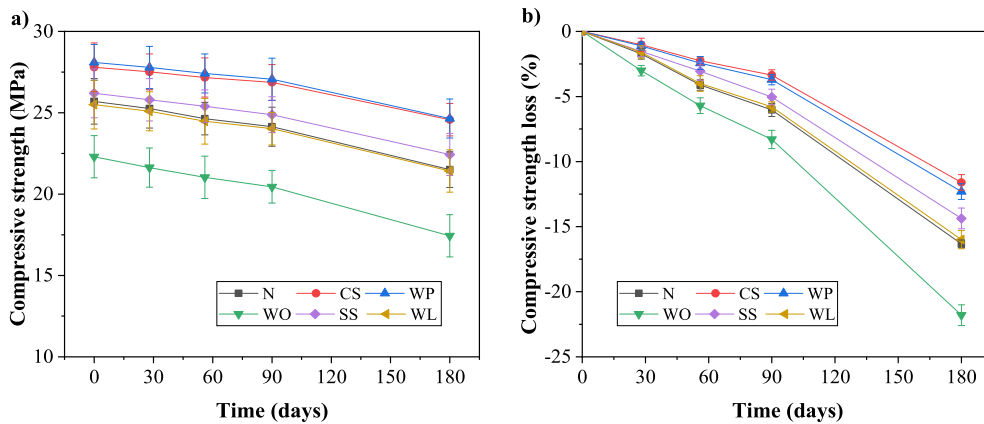 a)
Compressive strength (MPa)
30
25
20
15
10
N CS WP
WO SS WL
0 30 60 90 120 150 180
Time (days)
b)
Compressive strength loss (%)
0
-5
-10
-15
-20
-25
N CS WP
WO SS WL
0 30 60 90 120 150 180
Time (days)